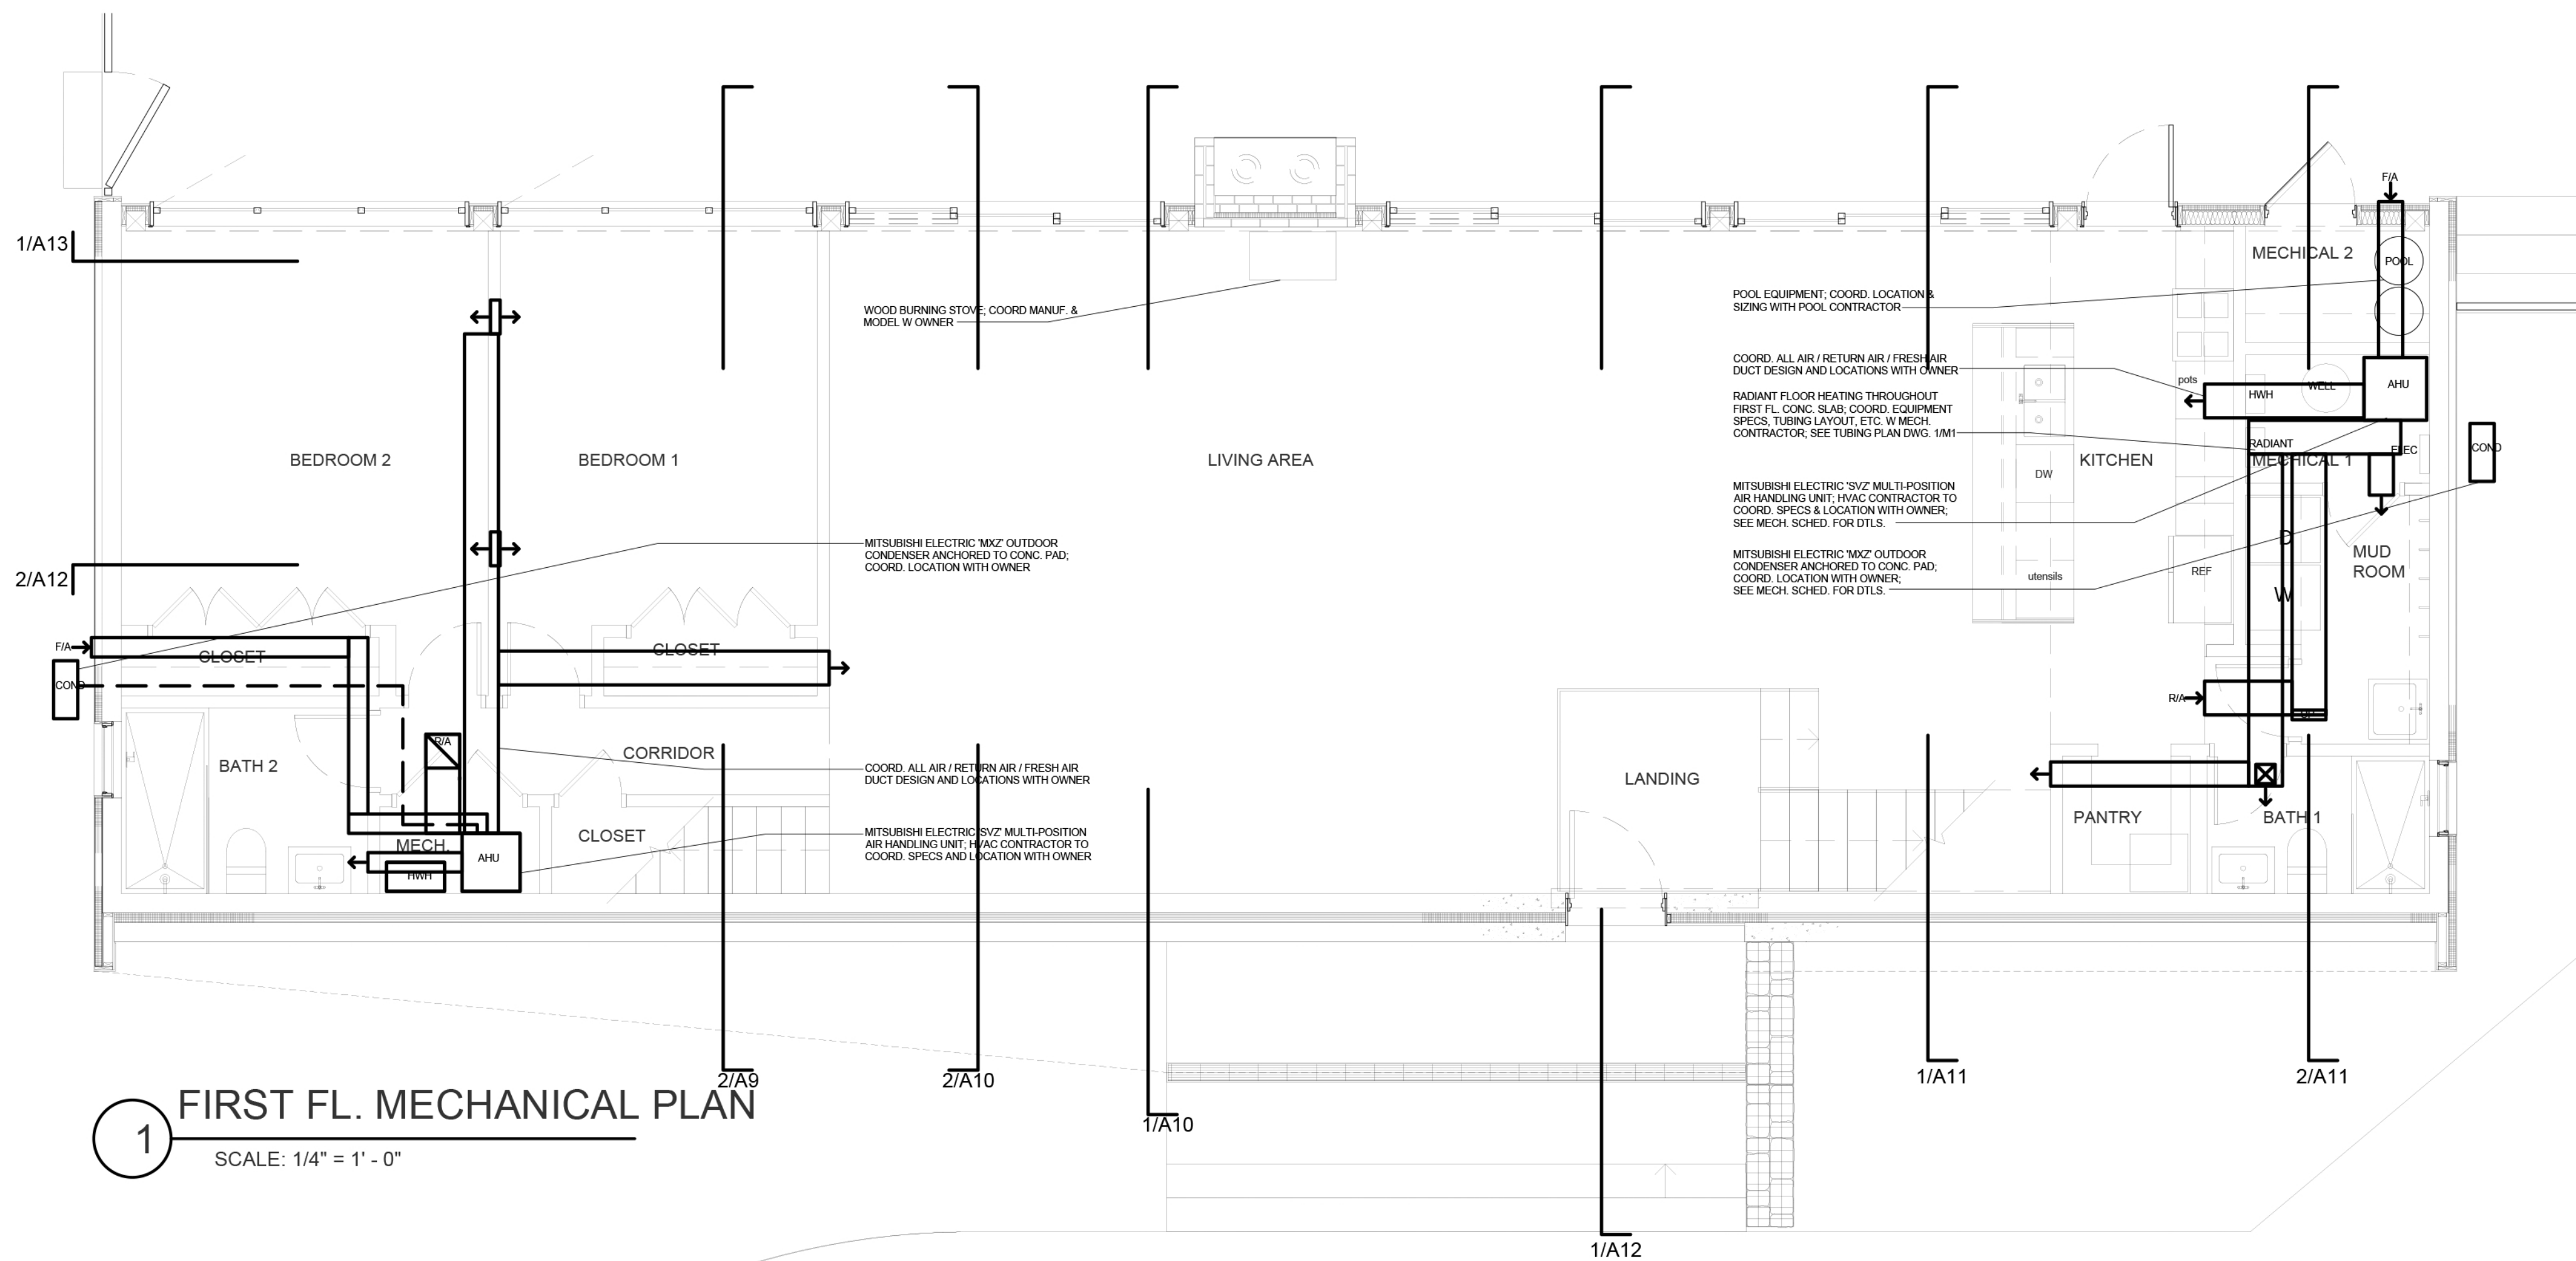 F/A
1/A13
MECHICAL 2
POOL
WOOD BURNING STOVE; COORD MANUF. &
MODEL W OWNER
POOL EQUIPMENT; COORD. LOCATION &
SIZING WITH POOL CONTRACTOR
COORD. ALL AIR / RETURN AIR / FRESH AIR
DUCT DESIGN AND LOCATIONS WITH OWNER
pots
HWH
WELL
AHU
RADIANT FLOOR HEATING THROUGHOUT
FIRST FL. CONC. SLAB; COORD. EQUIPMENT
SPECS, TUBING LAYOUT, ETC. W MECH.
CONTRACTOR; SEE TUBING PLAN DWG. 1/M1
RADIANT
ELEC
COND
BEDROOM 2
BEDROOM 1
LIVING AREA
KITCHEN
MECHICAL 1
DW
MITSUBISHI ELECTRIC 'SVZ' MULTI-POSITION
AIR HANDLING UNIT; HVAC CONTRACTOR TO
COORD. SPECS & LOCATION WITH OWNER;
SEE MECH. SCHED. FOR DTLS.
MITSUBISHI ELECTRIC 'MXZ' OUTDOOR
CONDENSER ANCHORED TO CONC. PAD;
COORD. LOCATION WITH OWNER
D
MUD
ROOM
MITSUBISHI ELECTRIC 'MXZ' OUTDOOR
CONDENSER ANCHORED TO CONC. PAD;
COORD. LOCATION WITH OWNER;
SEE MECH. SCHED. FOR DTLS.
2/A12
utensils
REF
W
F/A
CLOSET
CLOSET
COND
R/A
UP
R/A
CORRIDOR
BATH 2
COORD. ALL AIR / RETURN AIR / FRESH AIR
DUCT DESIGN AND LOCATIONS WITH OWNER
LANDING
PANTRY
BATH 1
MECH.
CLOSET
AHU
HWH
MITSUBISHI ELECTRIC 'SVZ' MULTI-POSITION
AIR HANDLING UNIT; HVAC CONTRACTOR TO
COORD. SPECS AND LOCATION WITH OWNER
2/A9
2/A10
1/A11
2/A11
1/A10
1/A12
1
FIRST FL. MECHANICAL PLAN
SCALE: 1/4" = 1' - 0"